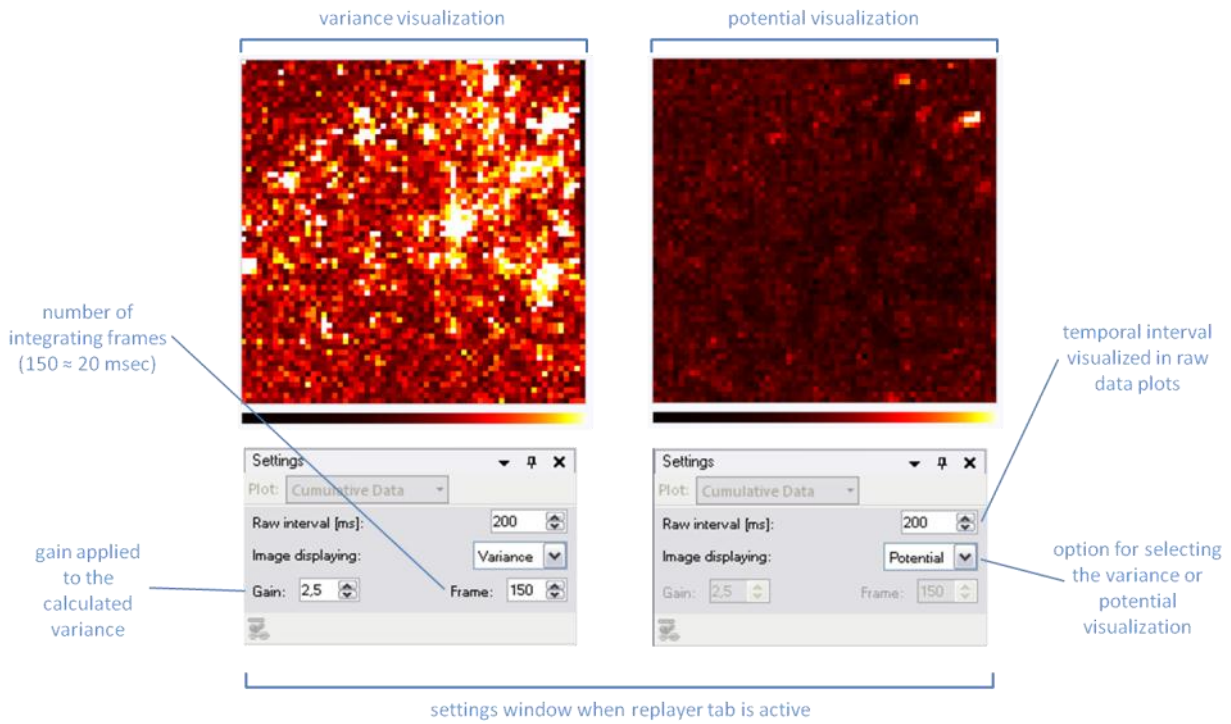 variance visualization
potential visualization
number of
integrating frames
(150 ≈ 20 msec)
temporal interval
visualized in raw
data plots
Settings
Plot: Cumulative Data
Raw interval [ms]: 200
Image displaying: Variance
Gain: 2,5 Frame: 150
Settings
Plot: Cumulative Data
Raw interval [ms]: 200
Image displaying: Potential
Gain: 2,5 Frame: 150
gain applied
to the
calculated
variance
option for selecting
the variance or
potential
visualization
settings window when replayer tab is active